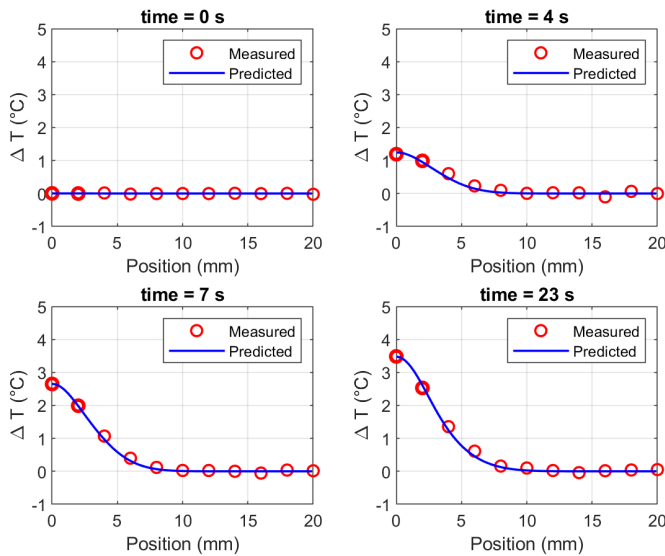 time = 0 s
5
4
3
2
1
0
-1
Δ T (°C)
Measured
Predicted
0 5 10 15 20
Position (mm)
time = 4 s
5
4
3
2
1
0
-1
Δ T (°C)
Measured
Predicted
0 5 10 15 20
Position (mm)
time = 7 s
5
4
3
2
1
0
-1
Δ T (°C)
Measured
Predicted
0 5 10 15 20
Position (mm)
time = 23 s
5
4
3
2
1
0
-1
Δ T (°C)
Measured
Predicted
0 5 10 15 20
Position (mm)